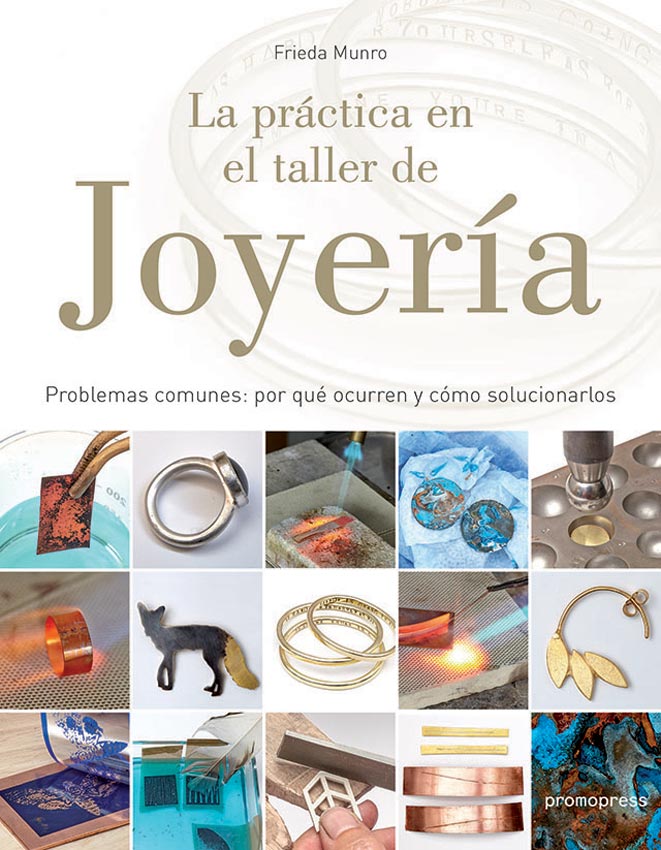 Frieda Munro
La práctica en
el taller de
Joyería
Problemas comunes: por qué ocurren y cómo solucionarlos
promopress